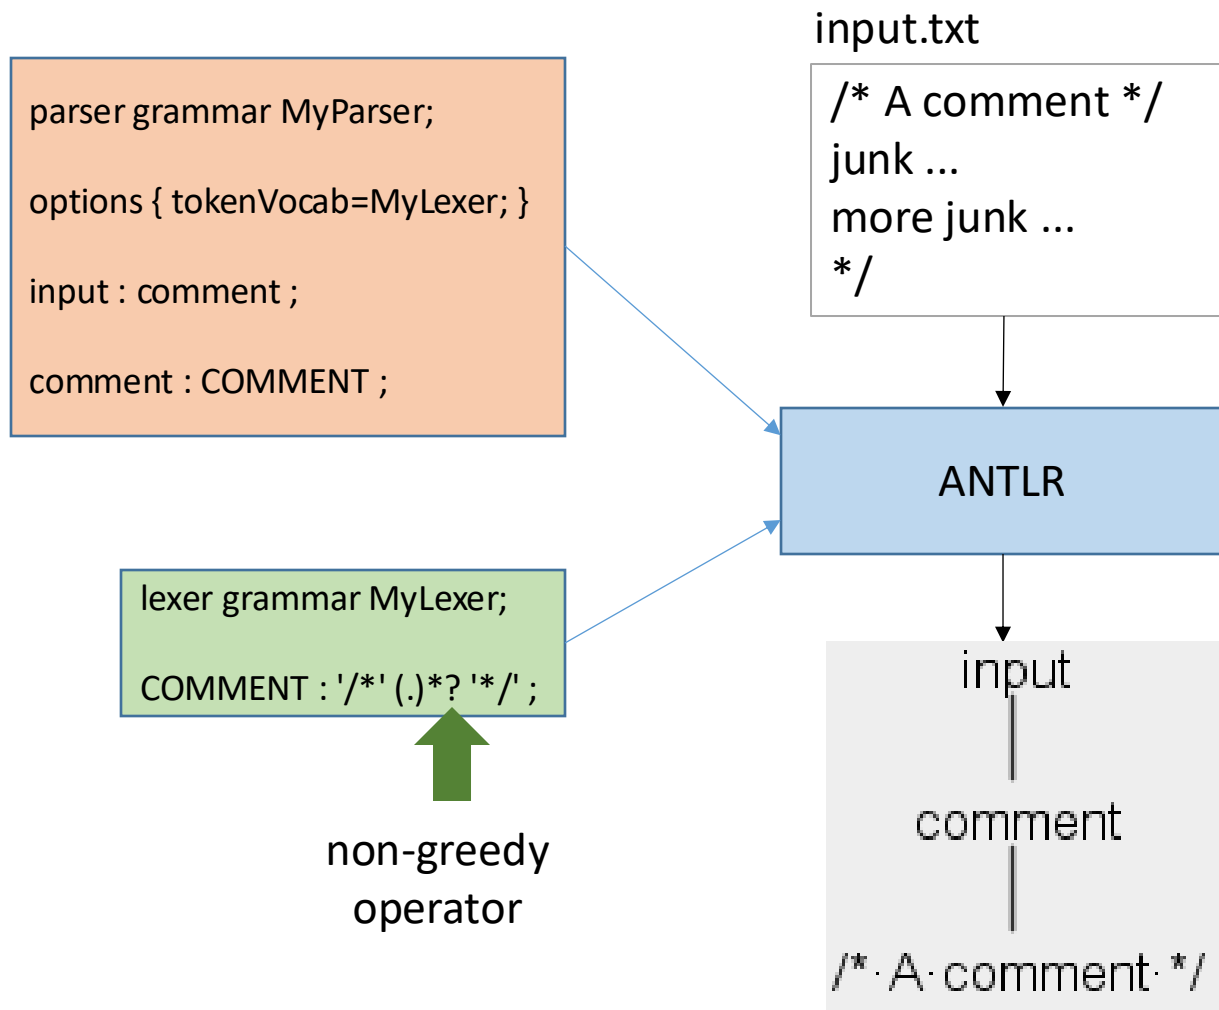 parser grammar MyParser;
options { tokenVocab=MyLexer; }
input : comment ;
comment : COMMENT ;
lexer grammar MyLexer;
COMMENT : '/*' (.)*? '*/' ;
non-greedy
operator
input.txt
/* A comment */
junk ...
more junk ...
*/
ANTLR
input
comment
/*·A·comment·*/